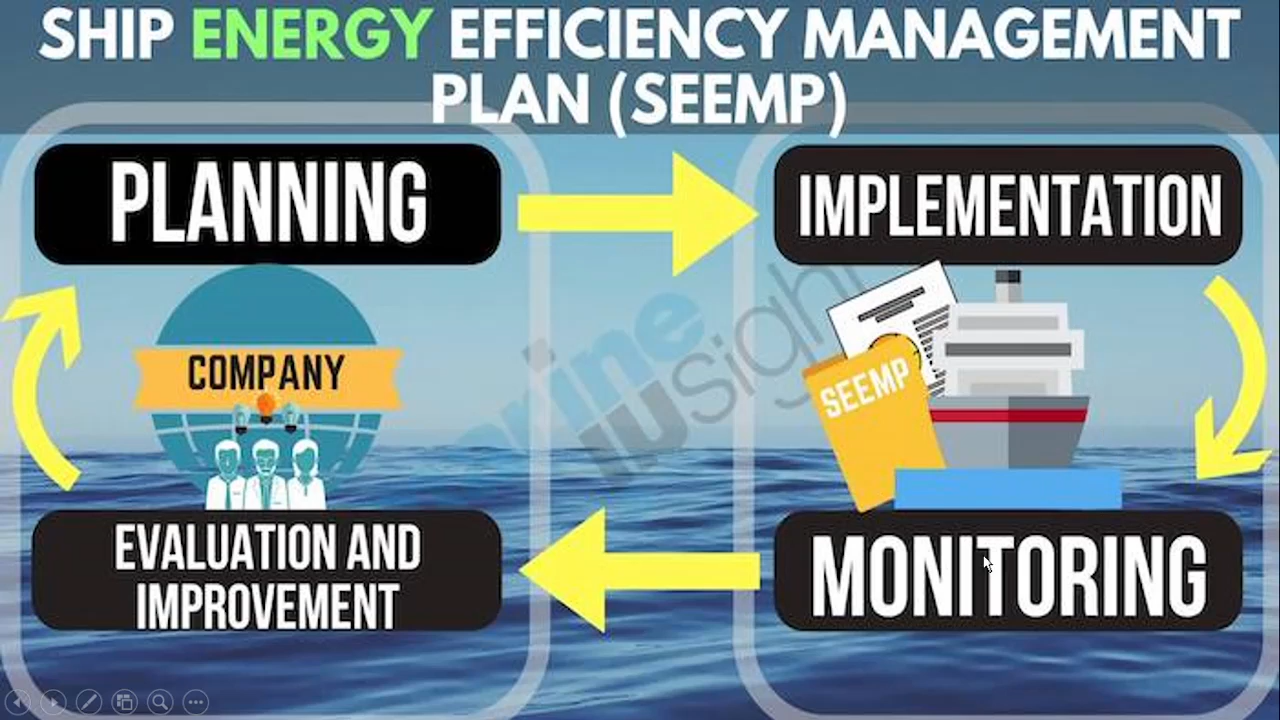 SHIP ENERGY EFFICIENCY MANAGEMENT
PLAN (SEEMP)
PLANNING
IMPLEMENTATION
COMPANY
SEEMP
EVALUATION AND
IMPROVEMENT
MONITORING